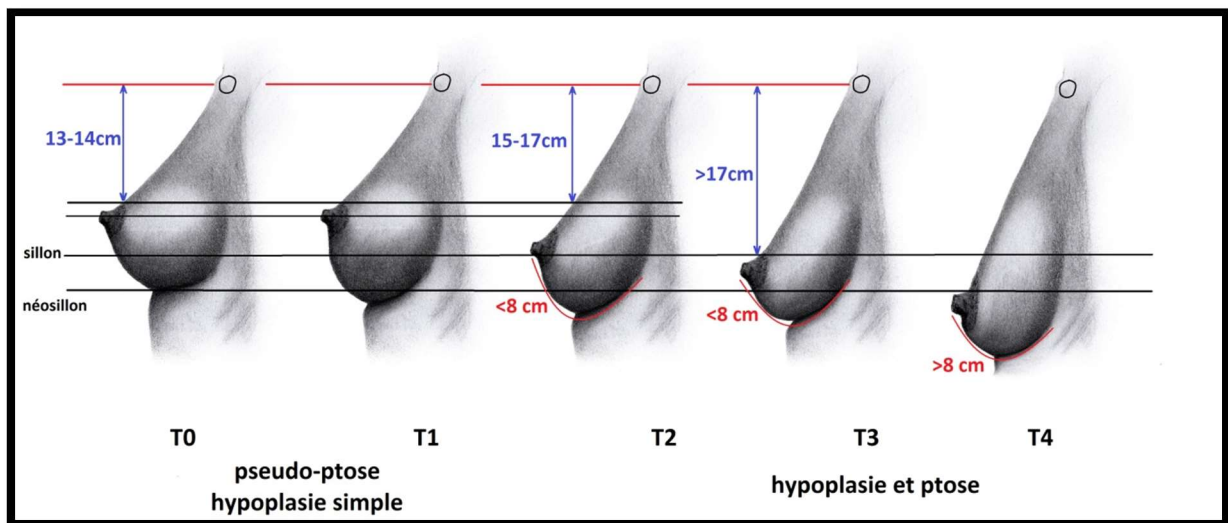 13-14cm
15-17cm
>17cm
sillon
néosillon
<8 cm
<8 cm
>8 cm
T0
T1
T2
T3
T4
pseudo-ptose
hypoplasie simple
hypoplasie et ptose